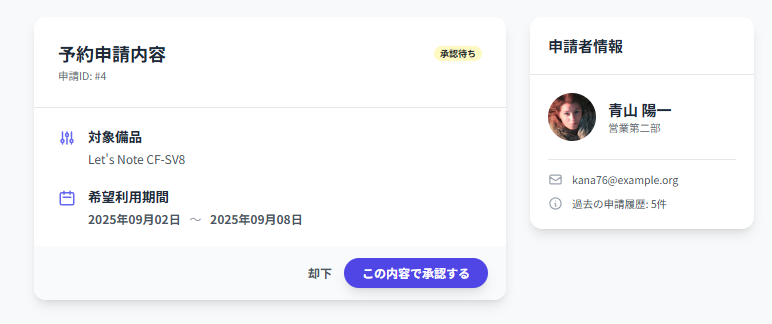 予約申請内容
承認待ち
申請ID: #4
対象備品
Let's Note CF-SV8
希望利用期間
2025年09月02日 〜 2025年09月08日
却下
この内容で承認する
申請者情報
青山 陽一
営業第二部
kana76@example.org
過去の申請履歴: 5件